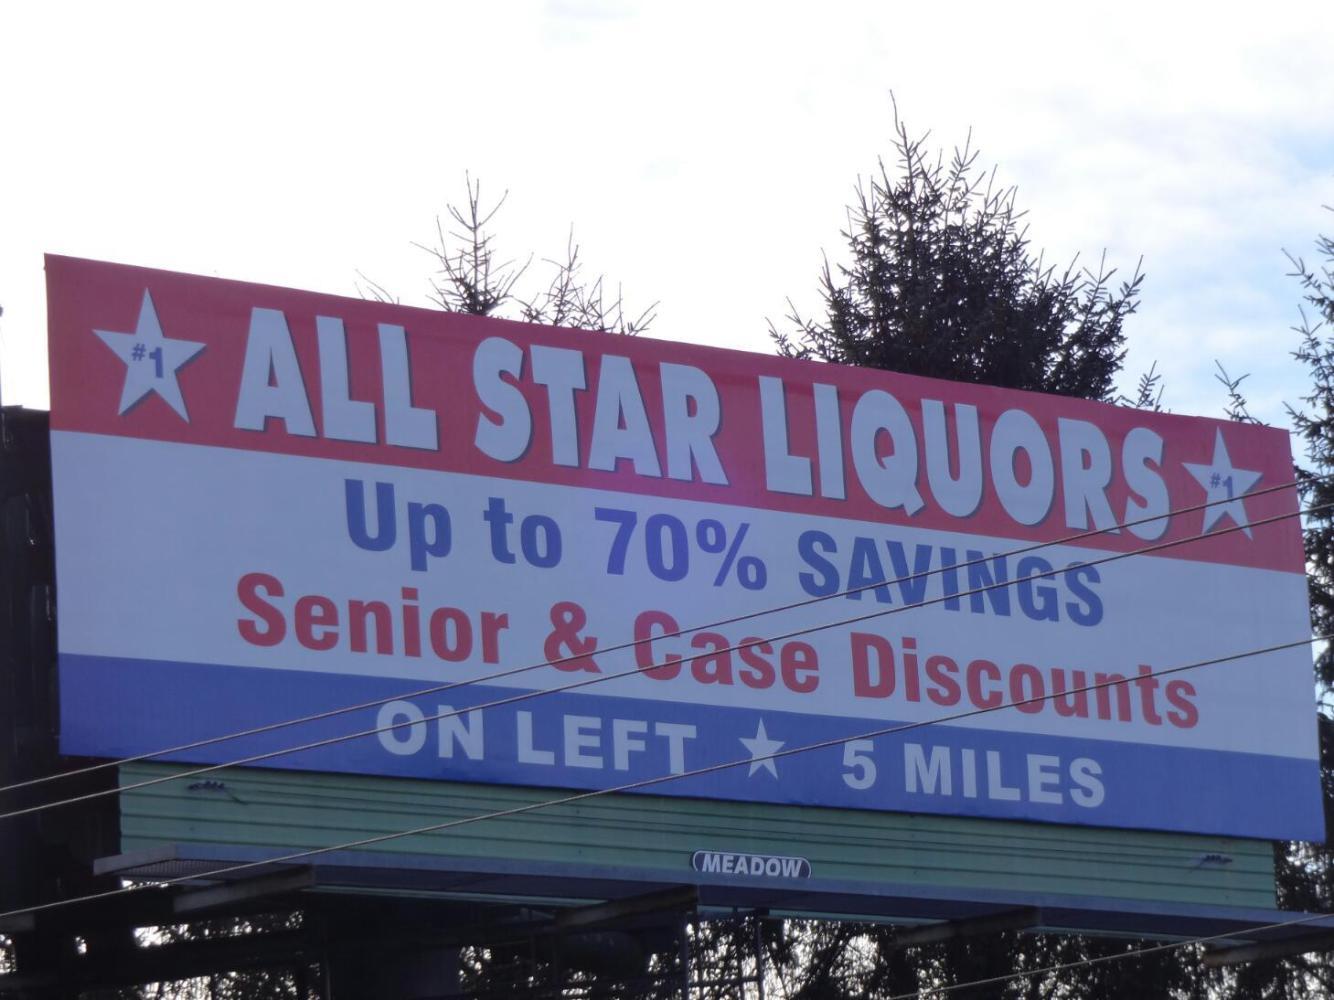 #1 ALL STAR LIQUORS #1
Up to 70% SAVINGS
Senior & Case Discounts
ON LEFT ★ 5 MILES
MEADOW